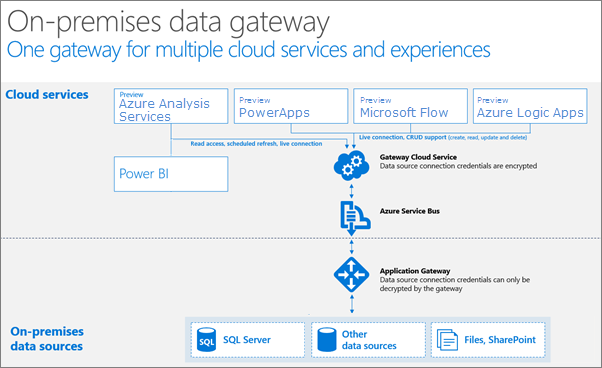 On-premises data gateway
One gateway for multiple cloud services and experiences
Cloud services
Preview
Azure Analysis
Services
Preview
PowerApps
Preview
Microsoft Flow
Preview
Azure Logic Apps
Live connection, CRUD support (create, read, update and delete)
Read access, scheduled refresh, live connection
Power BI
Gateway Cloud Service
Data source connection credentials are encrypted
Azure Service Bus
Application Gateway
Data source connection credentials can only be
decrypted by the gateway
On-premises
data sources
SQL
SQL Server
Other
data sources
Files, SharePoint